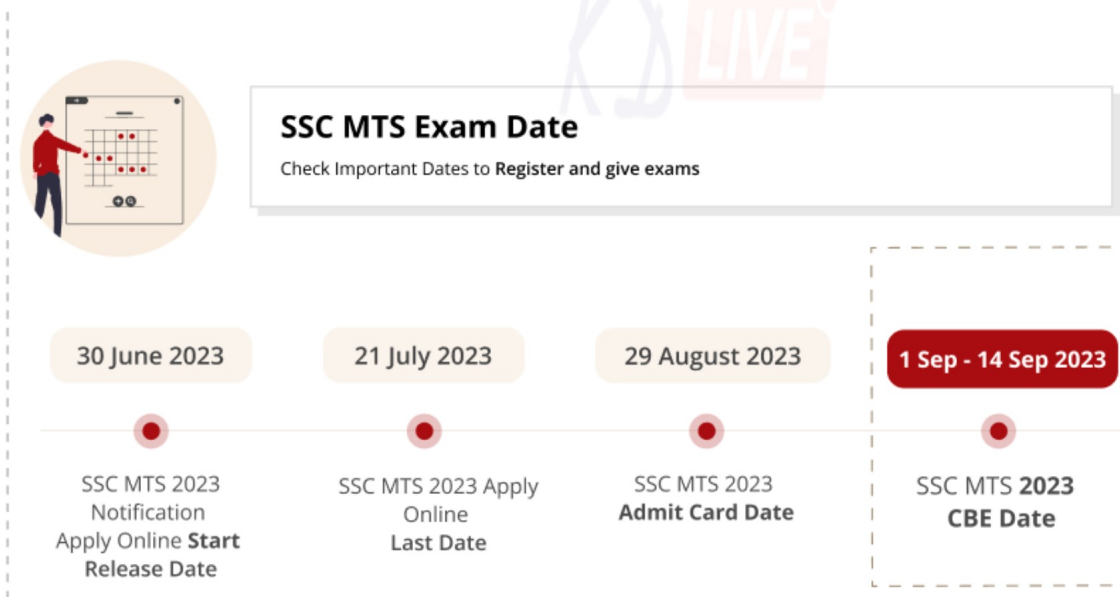 LIVE
SSC MTS Exam Date
Check Important Dates to Register and give exams
30 June 2023
21 July 2023
29 August 2023
1 Sep - 14 Sep 2023
SSC MTS 2023
Notification
Apply Online Start
Release Date
SSC MTS 2023 Apply
Online
Last Date
SSC MTS 2023
Admit Card Date
SSC MTS 2023
CBE Date